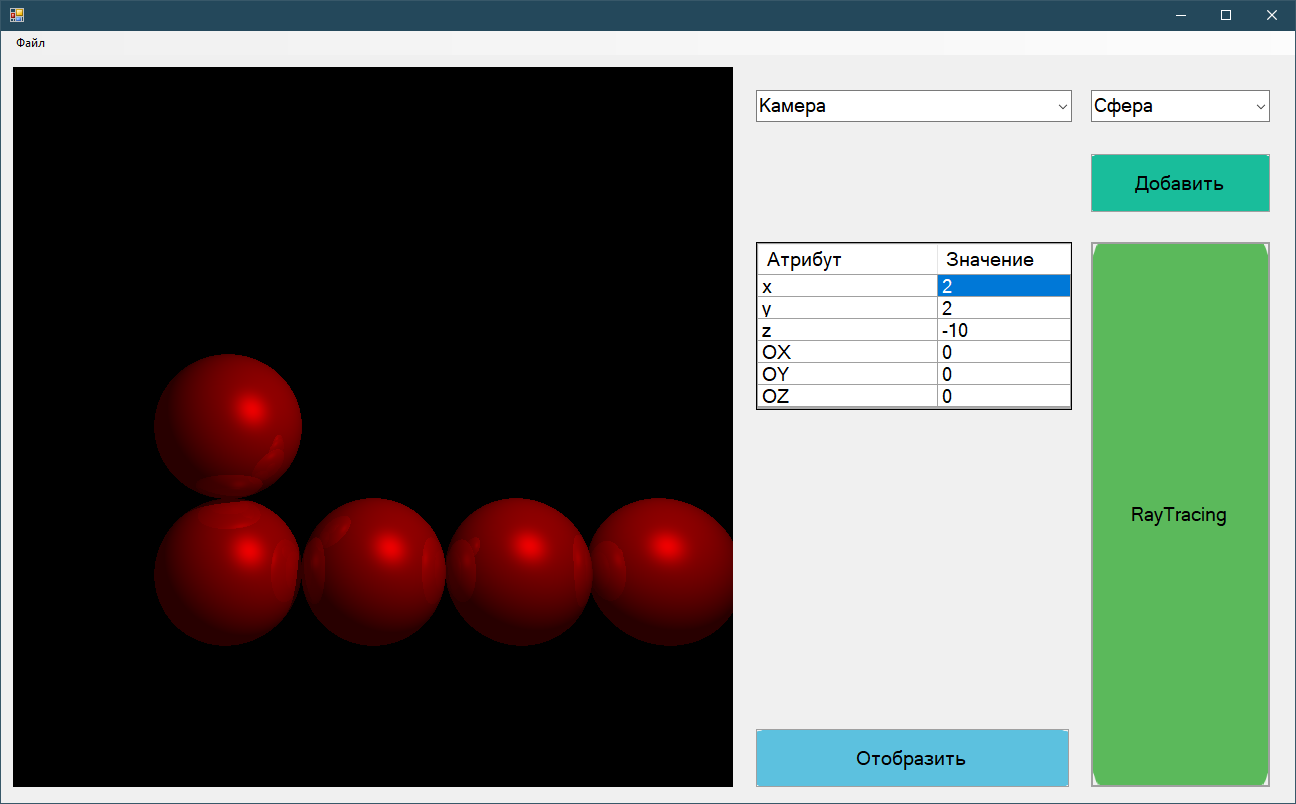 Файл
Камера
Сфера
Добавить
Атрибут Значение
x 2
y 2
z -10
OX 0
OY 0
OZ 0
RayTracing
Отобразить